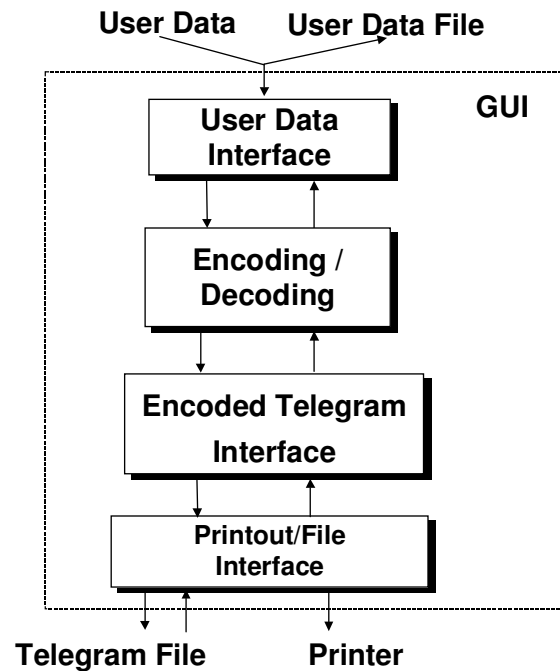 User Data
User Data File
GUI
User Data
Interface
Encoding /
Decoding
Encoded Telegram
Interface
Printout/File
Interface
Telegram File
Printer